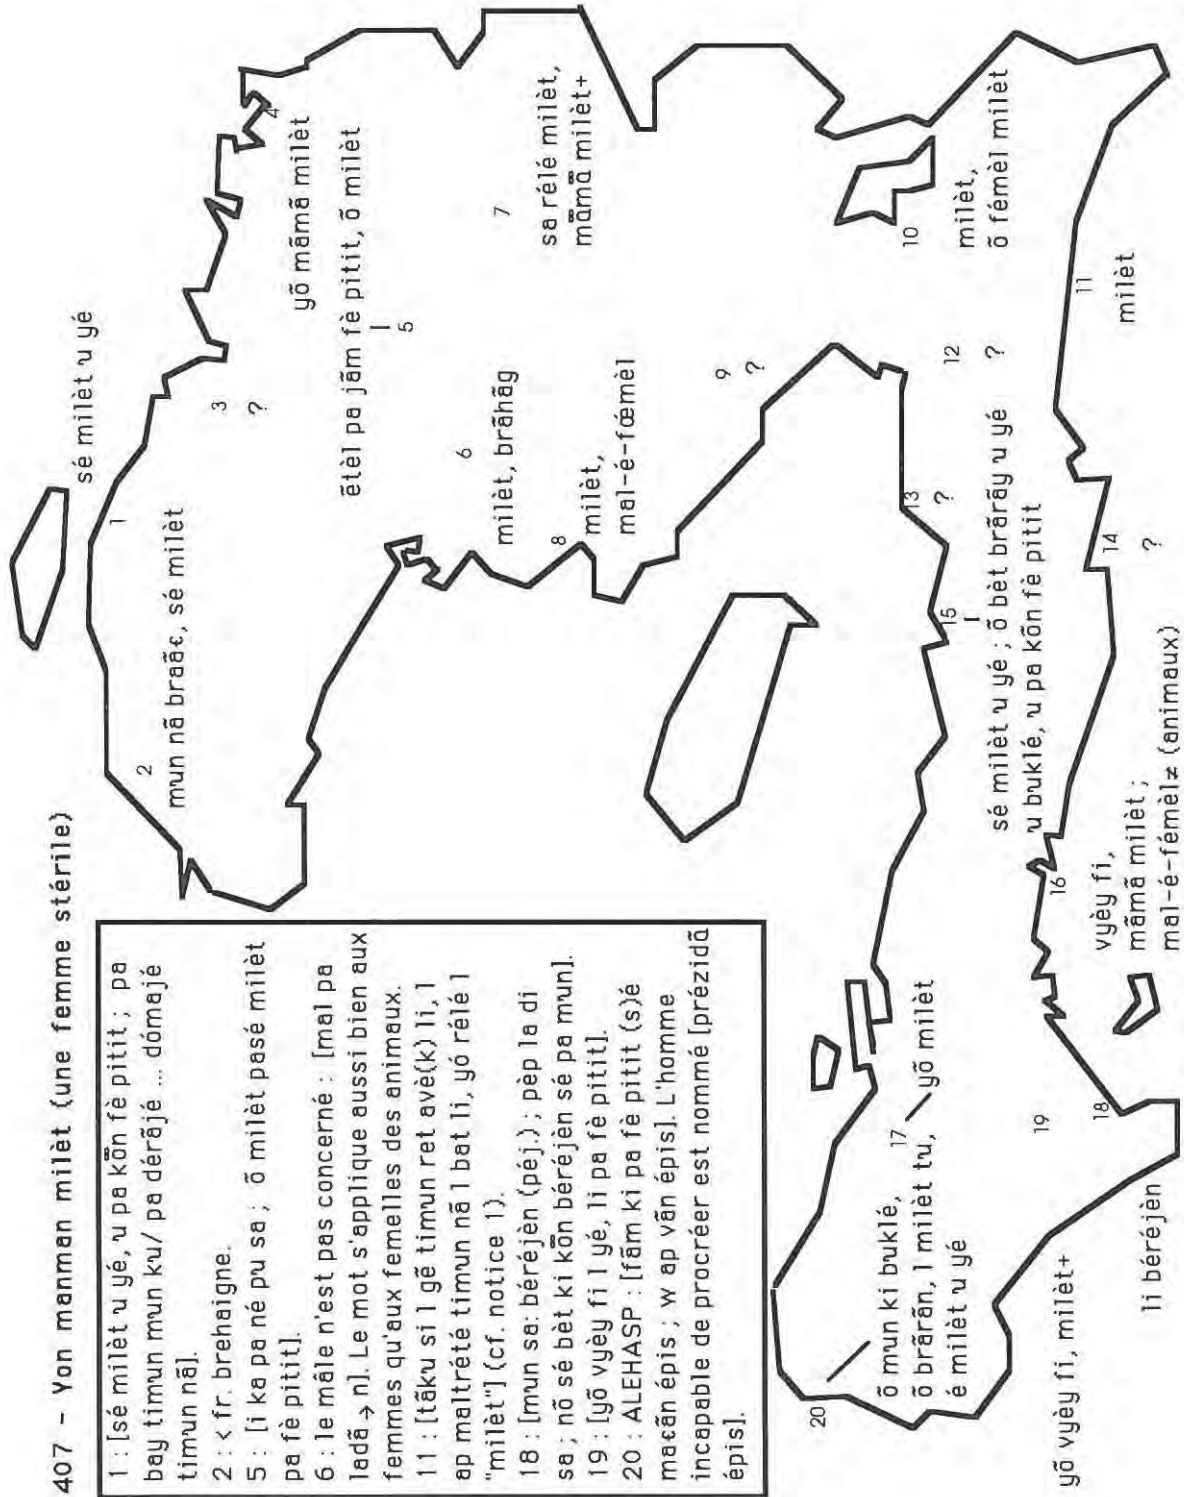 407 - Yon manman milèt (une femme stérile)
1 : [sé milèt u yé, u pa kõn fè pitit ; pa
bay timun mun ku/ pa dérãjé ... dómajé
timun nã].
2 : < fr. brehaigne.
5 : [i ka pa né pu sa ; õ milèt pasé milèt
pa fè pitit].
6 : le mâle n'est pas concerné : [mal pa
ladã → n]. Le mot s'applique aussi bien aux
femmes qu'aux femelles des animaux.
11 : [tãku si l gẽ timun ret avè(k) li, l
ap maltrété timun nã l bat li, yó rélé l
"milèt"] (cf. notice 1).
18 : [mun sa: béréjèn (péj.) ; pèp la di
sa ; nõ sé bèt ki kõn béréjèn sé pa mun].
19 : [yõ vyèy fi l yé, li pa fè pitit].
20 : ALEHASP : [fãm ki pa fè pitit (s)é
maɛãn épis ; w ap vãn épis]. L'homme
incapable de procréer est nommé [prézidã
épis].
sé milèt u yé
1
2
mun nã braãɛ, sé milèt
3
?
4
yõ mãmã milèt
ẽtèl pa jãm fè pitit, õ milèt
5
6
milèt, brãhãg
7
sa rélé milèt,
mãmã milèt+
8
milèt,
mal-é-fœmèl
9
?
10
milèt,
õ fémèl milèt
11
milèt
12
?
13
?
14
?
15
sé milèt u yé ; õ bèt brãrãy u yé
u buklé, u pa kõn fè pitit
16
vyèy fi,
mãmã milèt ;
mal-é-fémèl≠ (animaux)
17
yõ milèt
18
li béréjèn
19
yõ vyèy fi, milèt+
20
õ mun ki buklé,
õ brãrãn, l milèt tu,
é milèt u yé